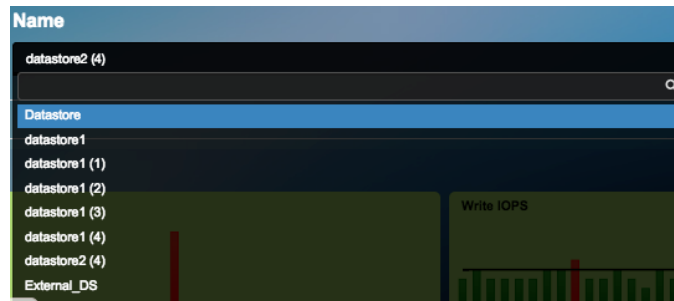 Name
datastore2 (4)
Datastore
datastore1
datastore1 (1)
datastore1 (2)
datastore1 (3)
datastore1 (4)
datastore2 (4)
External_DS
Write IOPS